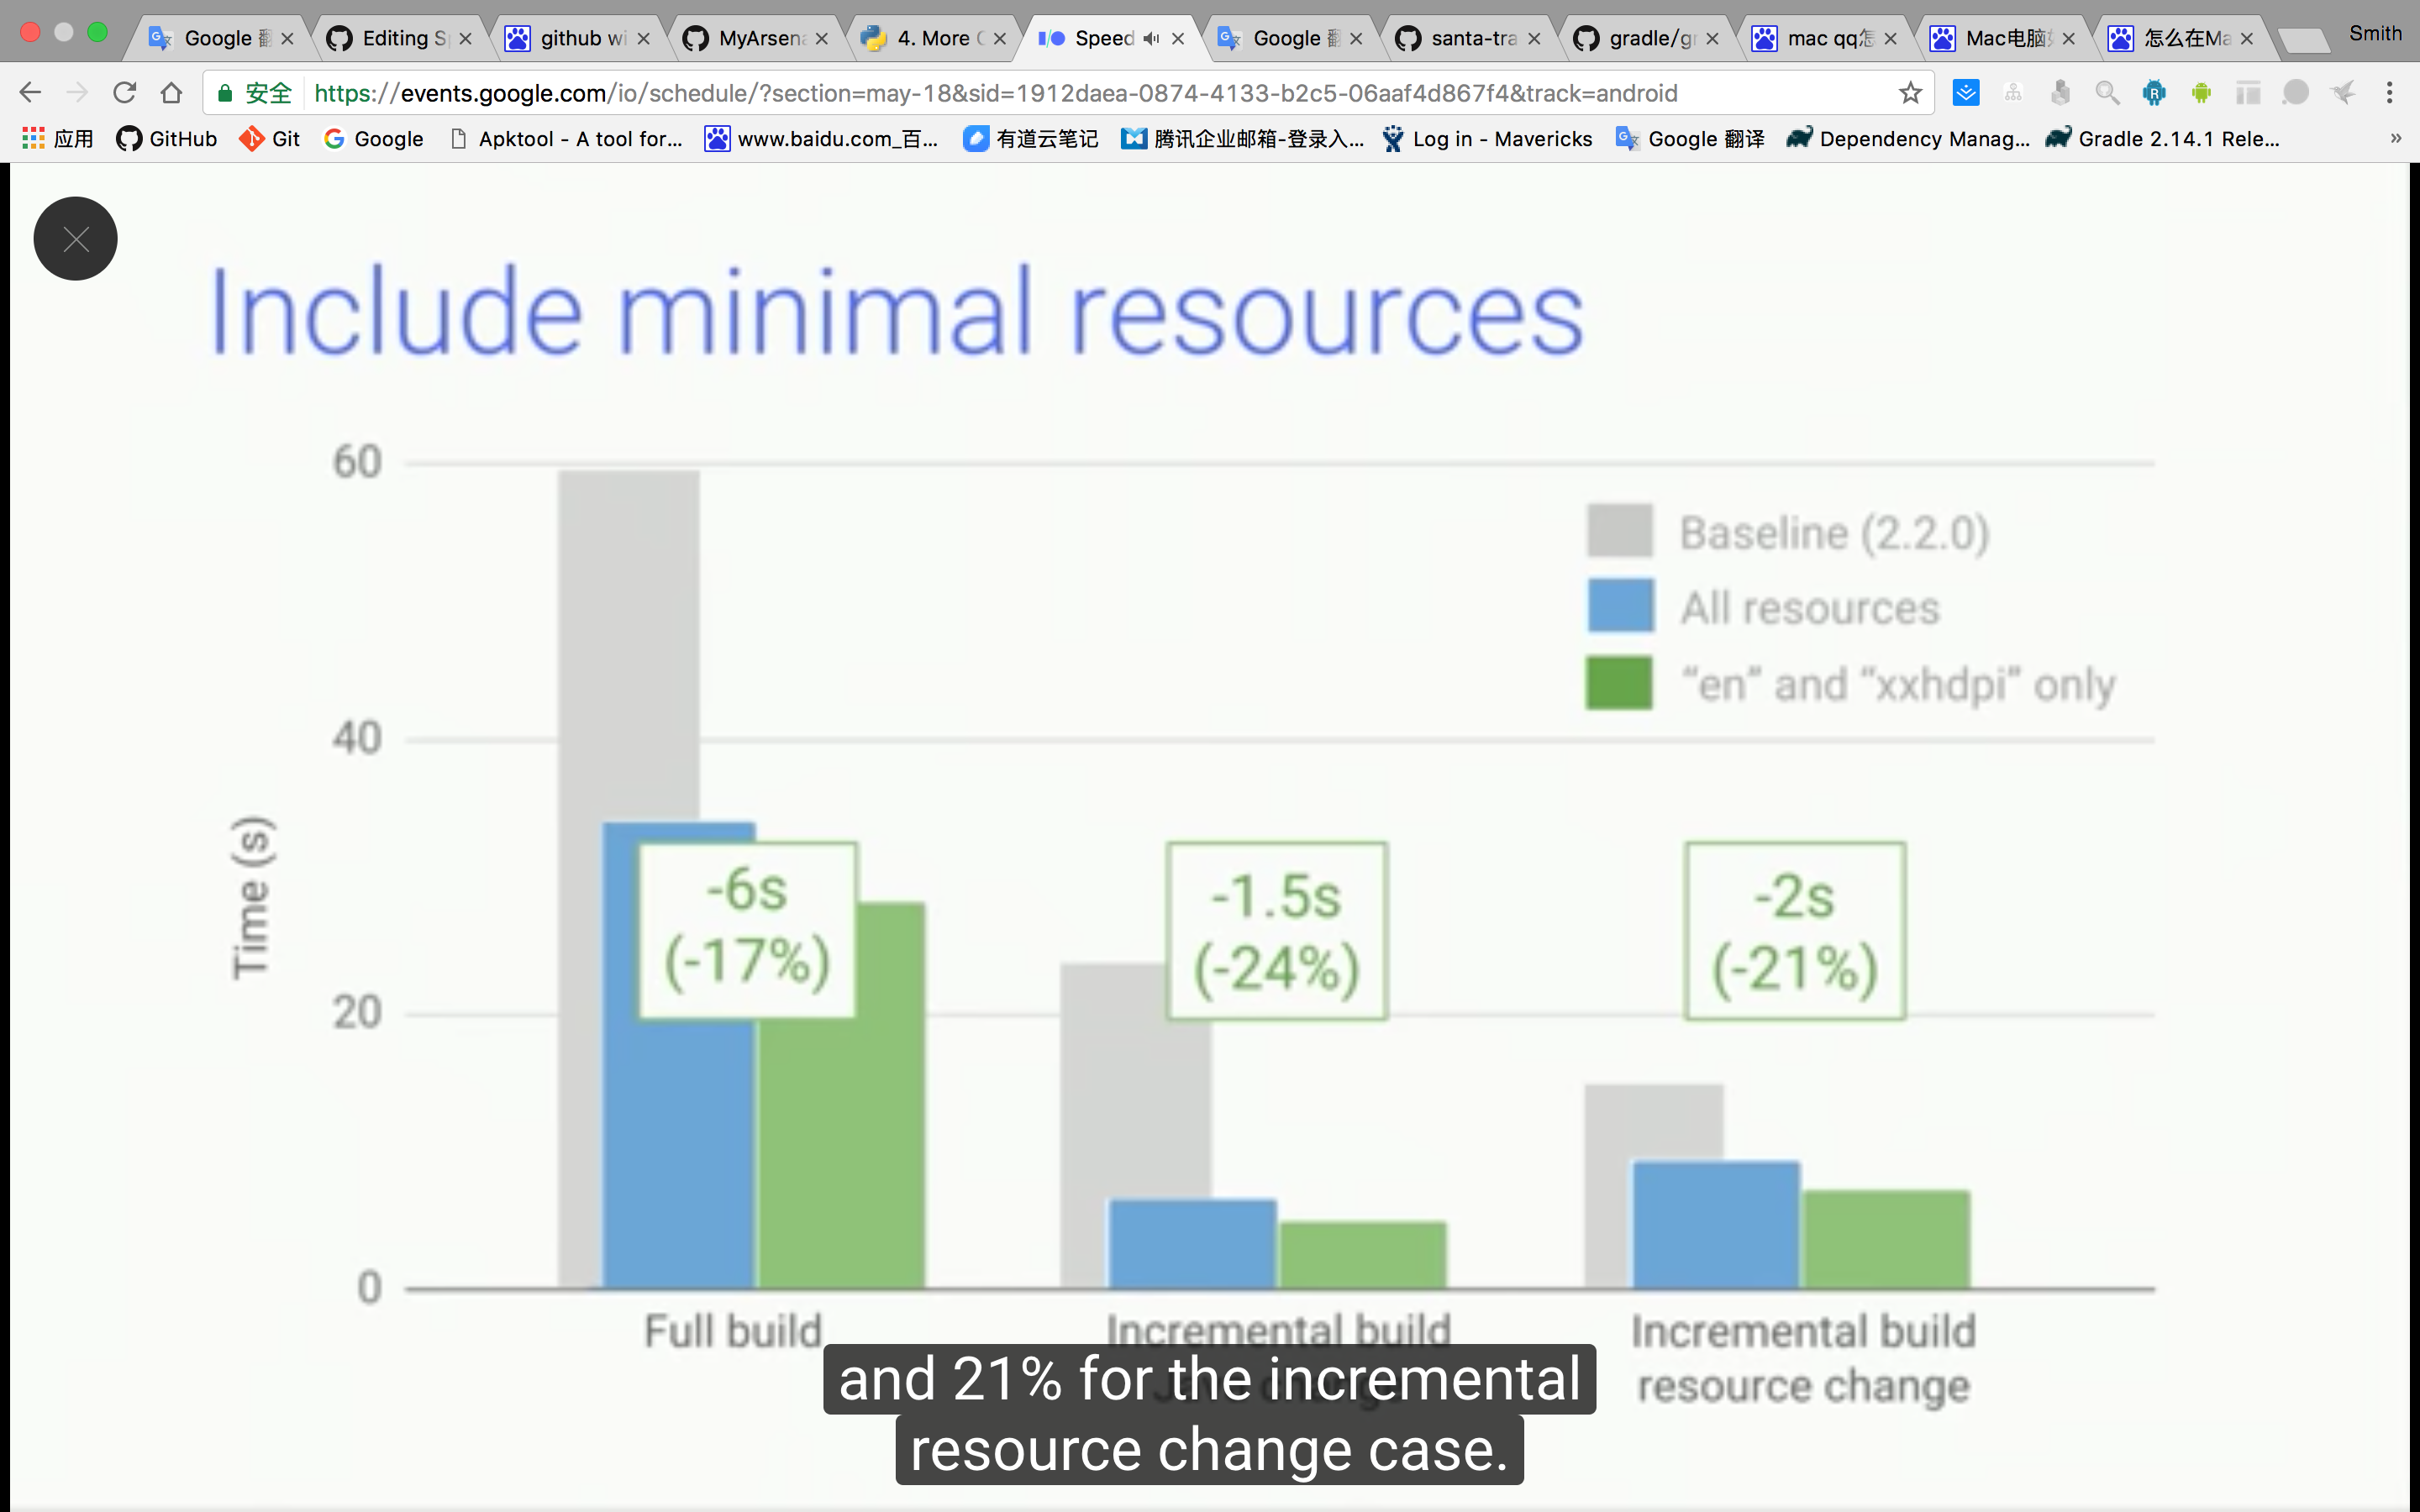 Google 翻
Editing S
github wi
MyArsena
4. More C
Speed
Google 翻
santa-tra
gradle/gr
mac qq怎
Mac电脑如
怎么在Ma
Smith
安全
https://events.google.com/io/schedule/?section=may-18&sid=1912daea-0874-4133-b2c5-06aaf4d867f4&track=android
应用
GitHub
Git
Google
Apktool - A tool for...
www.baidu.com_百...
有道云笔记
腾讯企业邮箱-登录入...
Log in - Mavericks
Google 翻译
Dependency Manag...
Gradle 2.14.1 Rele...
»
Include minimal resources
60
40
20
0
Time (s)
Baseline (2.2.0)
All resources
“en” and “xxhdpi” only
-6s
(-17%)
-1.5s
(-24%)
-2s
(-21%)
Full build
Incremental build
Incremental build
resource change
and 21% for the incremental
resource change case.